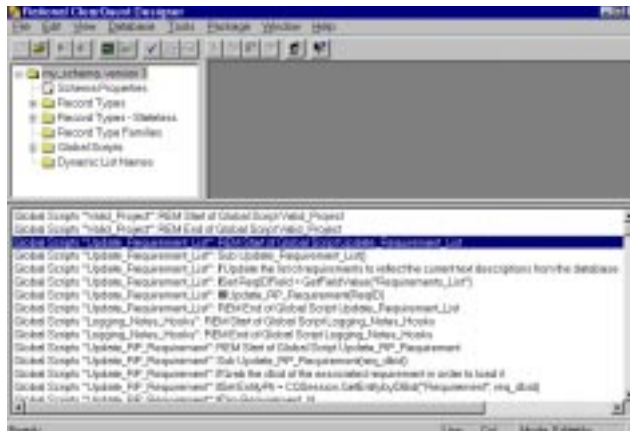 Rational ClearQuest Designer
File Edit View Database Tools Package Window Help
my_schema, version 3
Schema Properties
Record Types
Record Types - Stateless
Record Type Families
Global Scripts
Dynamic List Names
Global Scripts "Valid_Project": REM Start of Global Script Valid_Project
Global Scripts "Valid_Project": REM End of Global Script Valid_Project
Global Scripts "Update_Requirement_List": REM Start of Global Script Update_Requirement_List
Global Scripts "Update_Requirement_List": Sub Update_Requirement_List()
Global Scripts "Update_Requirement_List": Update the list of requirements to reflect the current text descriptions from the database
Global Scripts "Update_Requirement_List": Set ReqIDField = GetFieldValue("Requirements_List")
Global Scripts "Update_Requirement_List": Update_RP_Requirement(ReqID)
Global Scripts "Update_Requirement_List": REM End of Global Script Update_Requirement_List
Global Scripts "Logging_Notes_Hooks": REM Start of Global Script Logging_Notes_Hooks
Global Scripts "Logging_Notes_Hooks": REM End of Global Script Logging_Notes_Hooks
Global Scripts "Update_RP_Requirement": REM Start of Global Script Update_RP_Requirement
Global Scripts "Update_RP_Requirement": Sub Update_RP_Requirement(req_dbid)
Global Scripts "Update_RP_Requirement": Grab the dbid of the associated requirement in order to load it
Global Scripts "Update_RP_Requirement": Set EntityRt = CQSession.GetEntityByDbId("Requirement", req_dbid)
Global Scripts "Update_RP_Requirement":
Ready Line Col